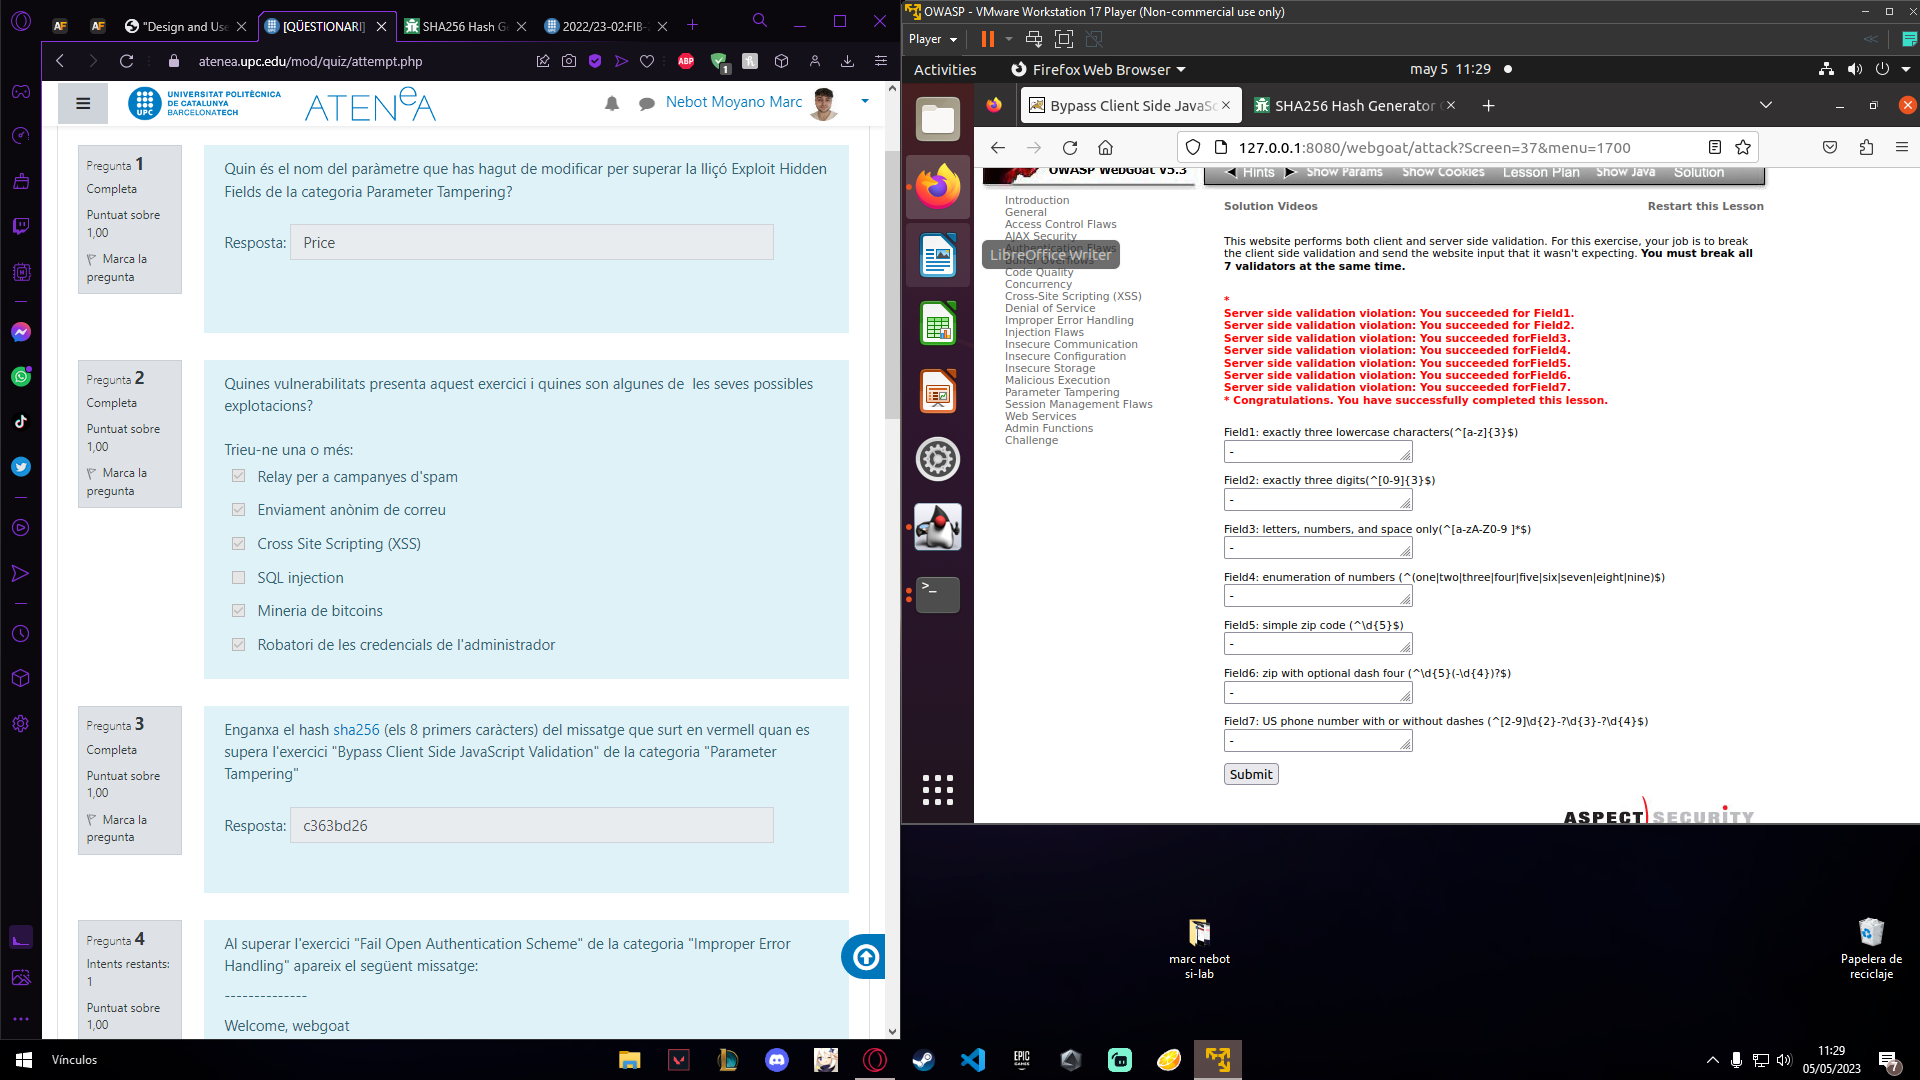 "Design and Use
[QÜESTIONARI]
SHA256 Hash Ge
2022/23-02:FIB-
atenea.upc.edu/mod/quiz/attempt.php
ABP
1
UPC
UNIVERSITAT POLITÈCNICA
DE CATALUNYA
BARCELONATECH
ATENeA
Nebot Moyano Marc
Pregunta 1
Completa
Puntuat sobre
1,00
Marca la
pregunta
Quin és el nom del paràmetre que has hagut de modificar per superar la lliçó Exploit Hidden
Fields de la categoria Parameter Tampering?
Resposta: Price
Pregunta 2
Completa
Puntuat sobre
1,00
Marca la
pregunta
Quines vulnerabilitats presenta aquest exercici i quines son algunes de  les seves possibles
explotacions?
Trieu-ne una o més:
Relay per a campanyes d'spam
Enviament anònim de correu
Cross Site Scripting (XSS)
SQL injection
Mineria de bitcoins
Robatori de les credencials de l'administrador
Pregunta 3
Completa
Puntuat sobre
1,00
Marca la
pregunta
Enganxa el hash sha256 (els 8 primers caràcters) del missatge que surt en vermell quan es
supera l'exercici "Bypass Client Side JavaScript Validation" de la categoria "Parameter
Tampering"
Resposta: c363bd26
Pregunta 4
Intents restants:
1
Puntuat sobre
1,00
Al superar l'exercici "Fail Open Authentication Scheme" de la categoria "Improper Error
Handling" apareix el següent missatge:
--------------
Welcome, webgoat
OWASP - VMware Workstation 17 Player (Non-commercial use only)
Player
Activities
Firefox Web Browser
may 5  11:29
Bypass Client Side JavaSc
SHA256 Hash Generator
127.0.0.1:8080/webgoat/attack?Screen=37&menu=1700
OWASP WebGoat V5.3
Hints
Show Params
Show Cookies
Lesson Plan
Show Java
Solution
Introduction
General
Access Control Flaws
AJAX Security
Authentication Flaws
LibreOffice Writer
Buffer Overflows
Code Quality
Concurrency
Cross-Site Scripting (XSS)
Denial of Service
Improper Error Handling
Injection Flaws
Insecure Communication
Insecure Configuration
Insecure Storage
Malicious Execution
Parameter Tampering
Session Management Flaws
Web Services
Admin Functions
Challenge
Solution Videos
Restart this Lesson
This website performs both client and server side validation. For this exercise, your job is to break
the client side validation and send the website input that it wasn't expecting. You must break all
7 validators at the same time.
*
Server side validation violation: You succeeded for Field1.
Server side validation violation: You succeeded for Field2.
Server side validation violation: You succeeded forField3.
Server side validation violation: You succeeded forField4.
Server side validation violation: You succeeded forField5.
Server side validation violation: You succeeded forField6.
Server side validation violation: You succeeded forField7.
* Congratulations. You have successfully completed this lesson.
Field1: exactly three lowercase characters(^[a-z]{3}$)
-
Field2: exactly three digits(^[0-9]{3}$)
-
Field3: letters, numbers, and space only(^[a-zA-Z0-9 ]*$)
-
Field4: enumeration of numbers (^(one|two|three|four|five|six|seven|eight|nine)$)
-
Field5: simple zip code (^\d{5}$)
-
Field6: zip with optional dash four (^\d{5}(-\d{4})?$)
-
Field7: US phone number with or without dashes (^[2-9]\d{2}-?\d{3}-?\d{4}$)
-
Submit
ASPECT SECURITY
marc nebot
si-lab
Papelera de
reciclaje
Vínculos
EPIC
GAMES
11:29
05/05/2023
7